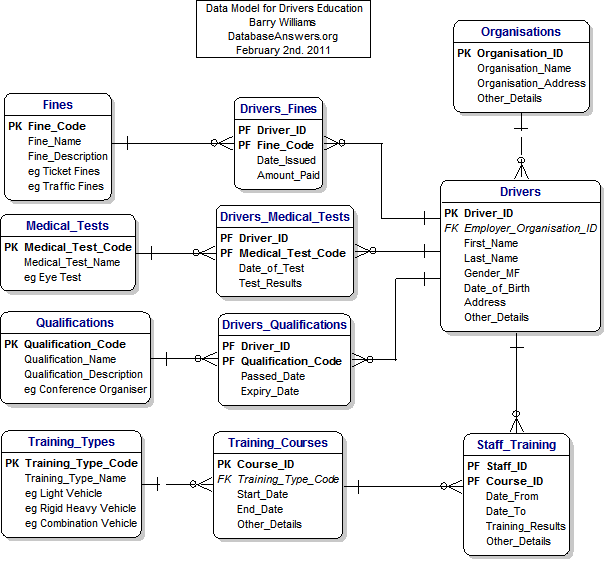 Data Model for Drivers Education
Barry Williams
DatabaseAnswers.org
February 2nd. 2011
Organisations
PK Organisation_ID
Organisation_Name
Organisation_Address
Other_Details
Fines
PK Fine_Code
Fine_Name
Fine_Description
eg Ticket Fines
eg Traffic Fines
Drivers_Fines
PF Driver_ID
PF Fine_Code
Date_Issued
Amount_Paid
Drivers
PK Driver_ID
FK Employer_Organisation_ID
First_Name
Last_Name
Gender_MF
Date_of_Birth
Address
Other_Details
Medical_Tests
PK Medical_Test_Code
Medical_Test_Name
eg Eye Test
Drivers_Medical_Tests
PF Driver_ID
PF Medical_Test_Code
Date_of_Test
Test_Results
Qualifications
PK Qualification_Code
Qualification_Name
Qualification_Description
eg Conference Organiser
Drivers_Qualifications
PF Driver_ID
PF Qualification_Code
Passed_Date
Expiry_Date
Training_Types
PK Training_Type_Code
Training_Type_Name
eg Light Vehicle
eg Rigid Heavy Vehicle
eg Combination Vehicle
Training_Courses
PK Course_ID
FK Training_Type_Code
Start_Date
End_Date
Other_Details
Staff_Training
PF Staff_ID
PF Course_ID
Date_From
Date_To
Training_Results
Other_Details